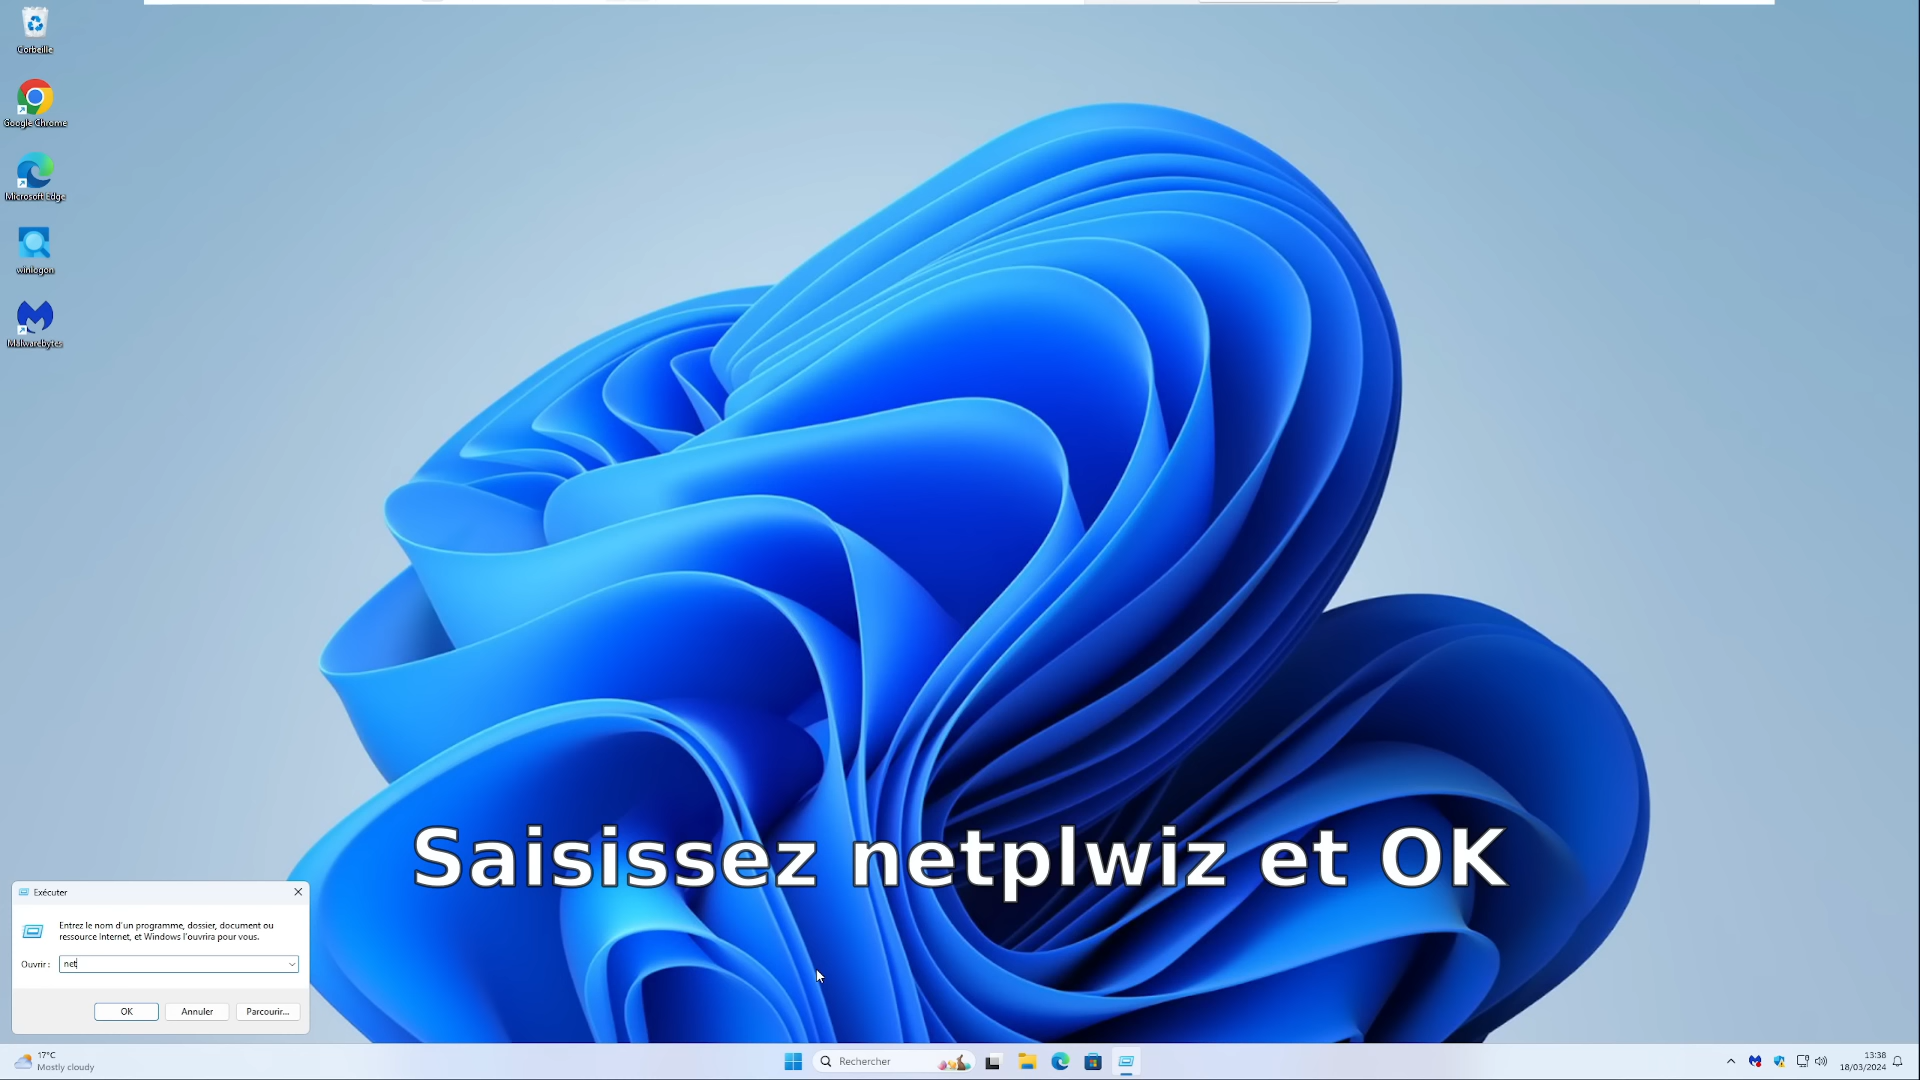 Corbeille
Google Chrome
Microsoft Edge
winlogon
Malwarebytes
Saisissez netplwiz et OK
Exécuter
Entrez le nom d'un programme, dossier, document ou
ressource Internet, et Windows l'ouvrira pour vous.
Ouvrir :
net
OK
Annuler
Parcourir...
17°C
Mostly cloudy
Rechercher
13:38
18/03/2024